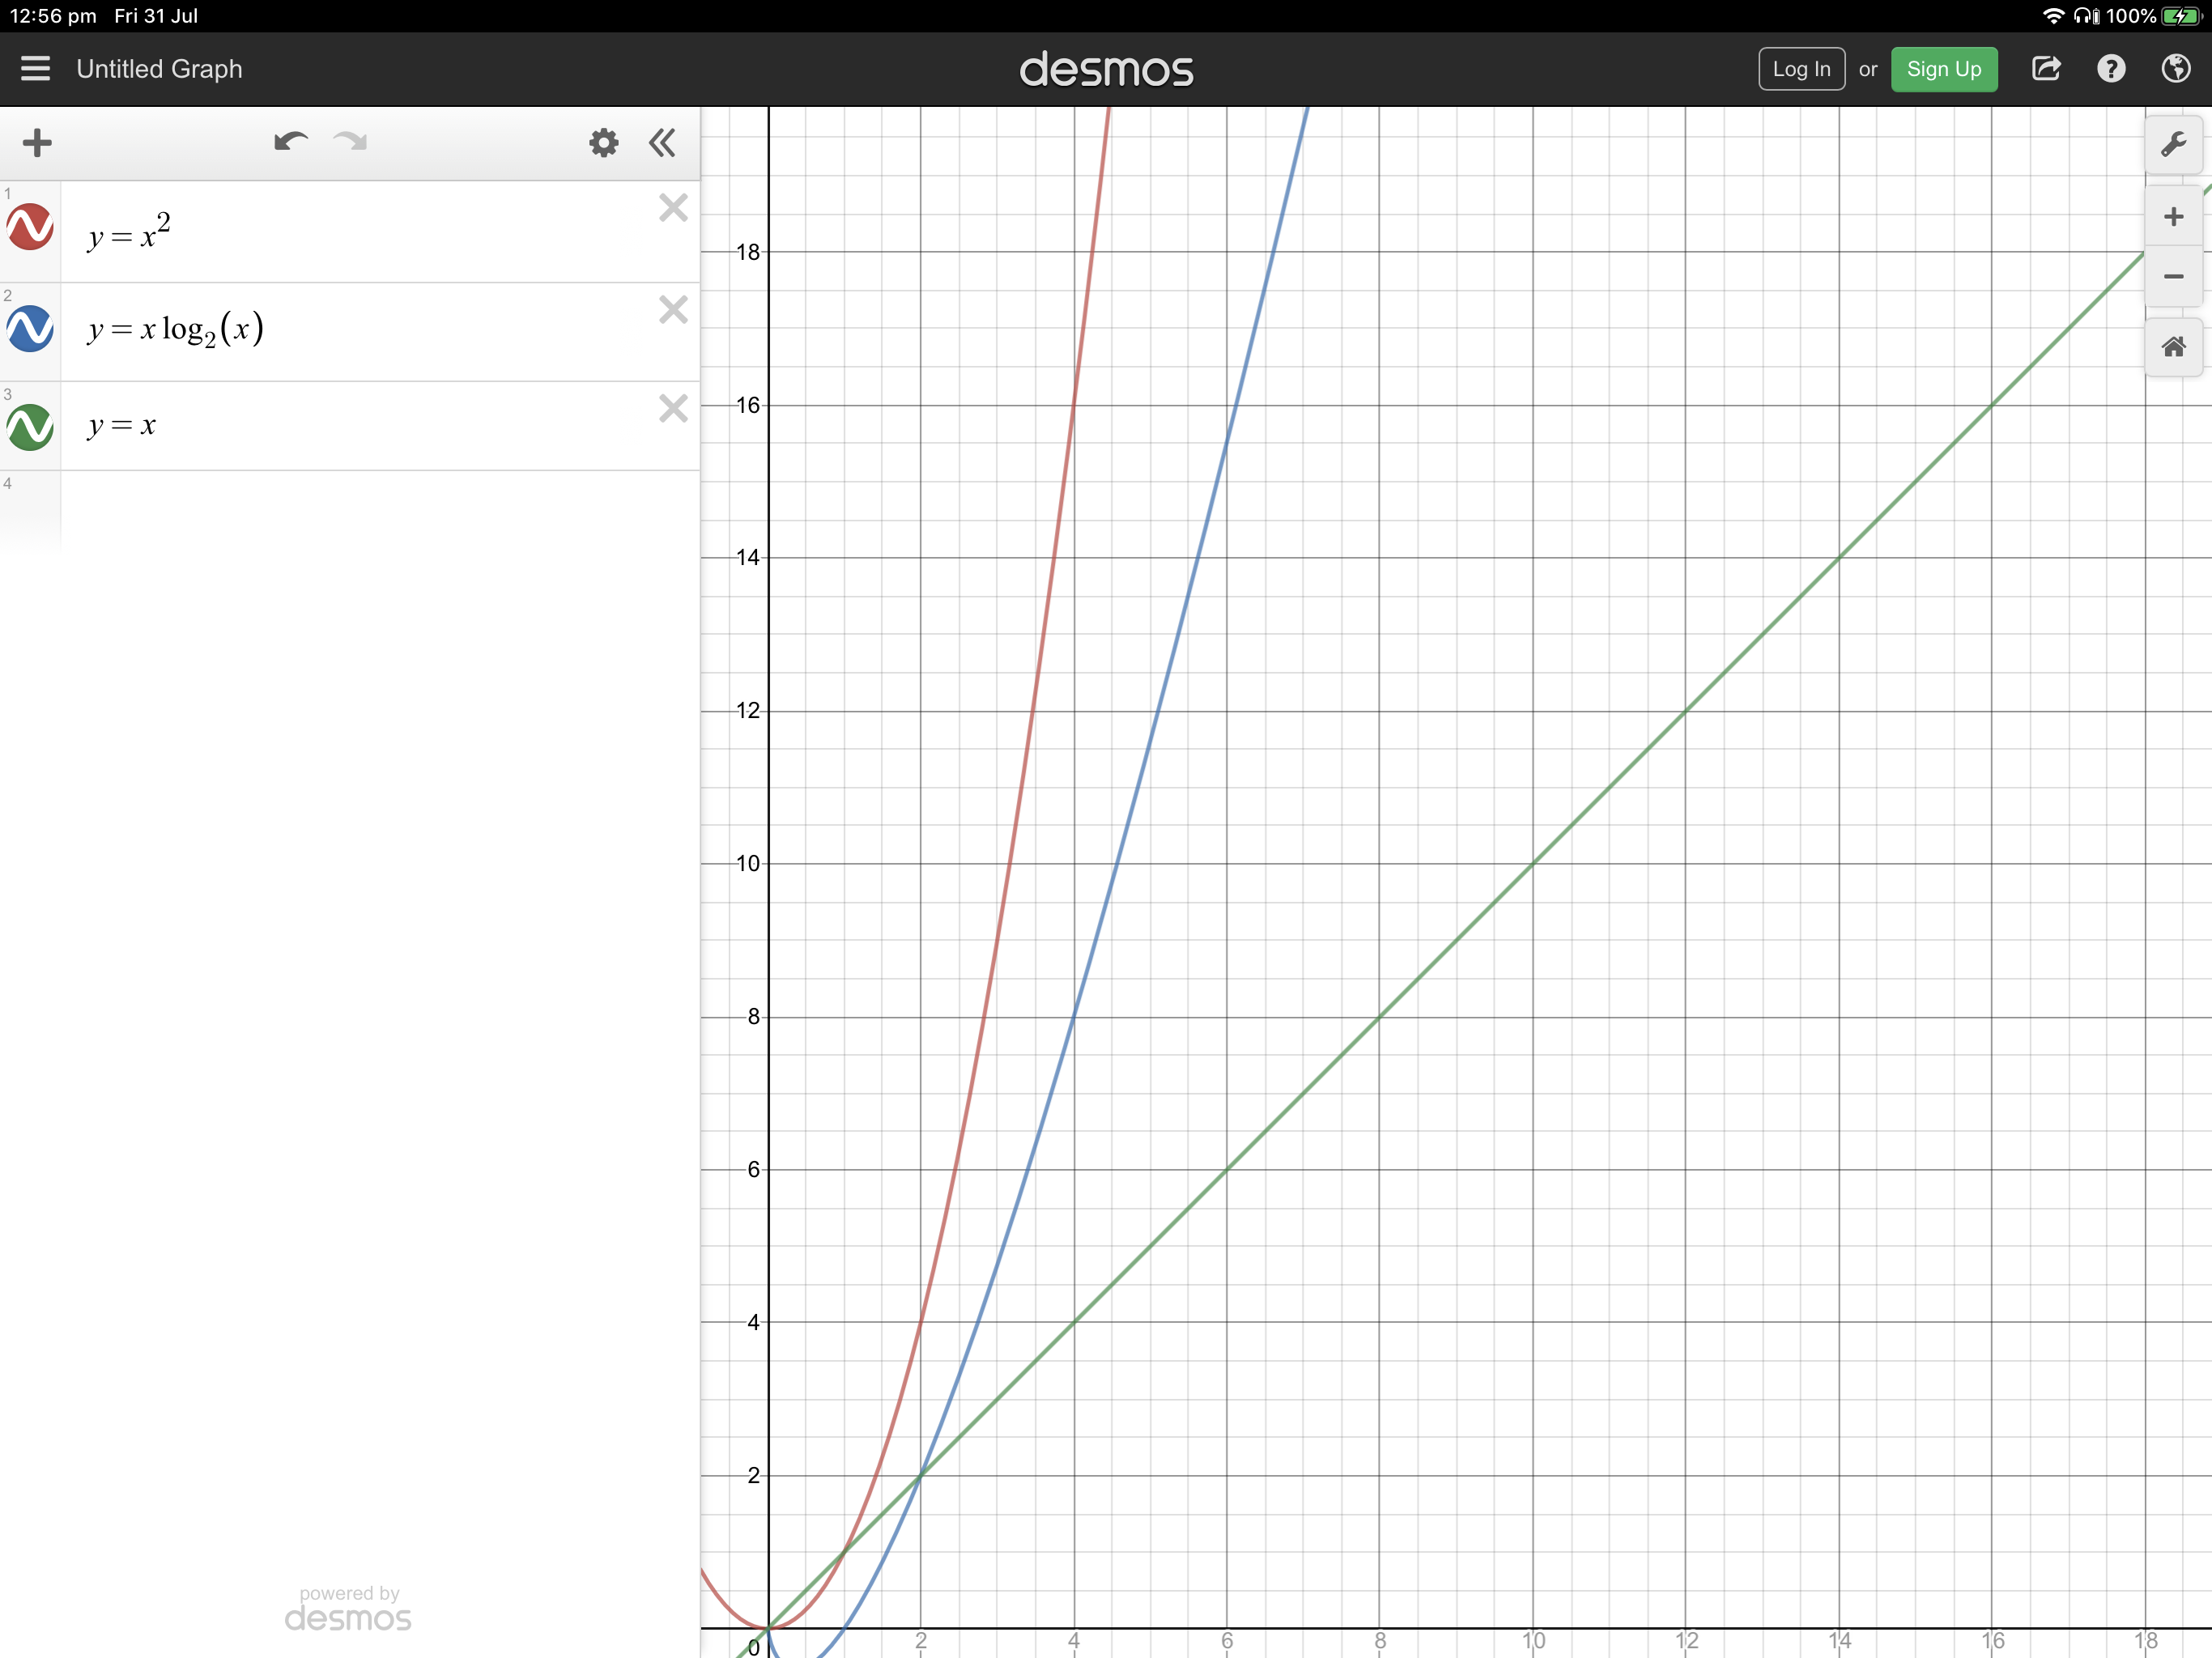 12:56 pm Fri 31 Jul
100%
Untitled Graph
desmos
Log In or Sign Up
1
y = x²
2
y = x log₂(x)
3
y = x
4
powered by
desmos
18
16
14
12
10
8
6
4
2
0
2 4 6 8 10 12 14 16 18